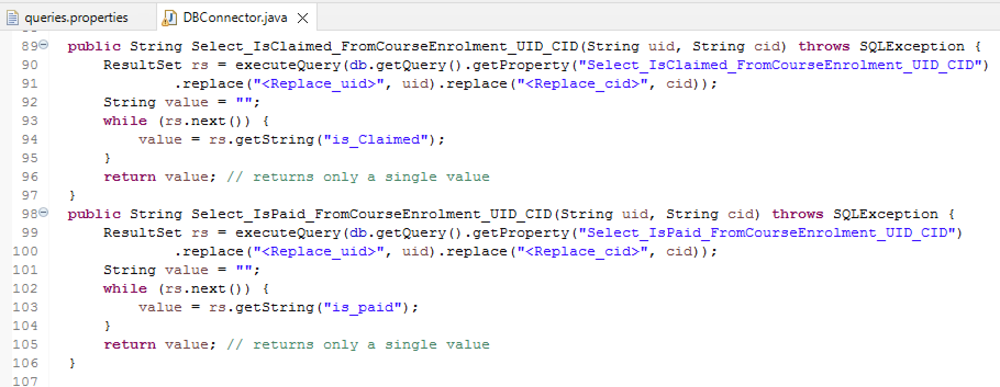 queries.properties DBConnector.java
89 public String Select_IsClaimed_FromCourseEnrolment_UID_CID(String uid, String cid) throws SQLException {
90 ResultSet rs = executeQuery(db.getQuery().getProperty("Select_IsClaimed_FromCourseEnrolment_UID_CID")
91 .replace("<Replace_uid>", uid).replace("<Replace_cid>", cid));
92 String value = "";
93 while (rs.next()) {
94 value = rs.getString("is_Claimed");
95 }
96 return value; // returns only a single value
97 }
98 public String Select_IsPaid_FromCourseEnrolment_UID_CID(String uid, String cid) throws SQLException {
99 ResultSet rs = executeQuery(db.getQuery().getProperty("Select_IsPaid_FromCourseEnrolment_UID_CID")
100 .replace("<Replace_uid>", uid).replace("<Replace_cid>", cid));
101 String value = "";
102 while (rs.next()) {
103 value = rs.getString("is_paid");
104 }
105 return value; // returns only a single value
106 }
107